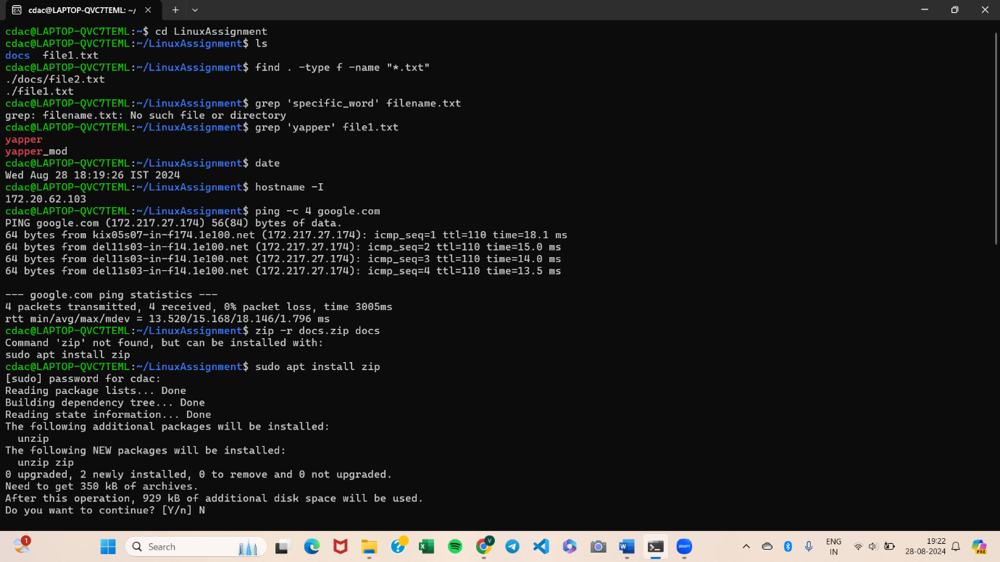 cdac@LAPTOP-QVC7TEML: ~/
cdac@LAPTOP-QVC7TEML:~$ cd LinuxAssignment
cdac@LAPTOP-QVC7TEML:~/LinuxAssignment$ ls
docs  file1.txt
cdac@LAPTOP-QVC7TEML:~/LinuxAssignment$ find . -type f -name "*.txt"
./docs/file2.txt
./file1.txt
cdac@LAPTOP-QVC7TEML:~/LinuxAssignment$ grep 'specific_word' filename.txt
grep: filename.txt: No such file or directory
cdac@LAPTOP-QVC7TEML:~/LinuxAssignment$ grep 'yapper' file1.txt
yapper
yapper_mod
cdac@LAPTOP-QVC7TEML:~/LinuxAssignment$ date
Wed Aug 28 18:19:26 IST 2024
cdac@LAPTOP-QVC7TEML:~/LinuxAssignment$ hostname -I
172.20.62.103
cdac@LAPTOP-QVC7TEML:~/LinuxAssignment$ ping -c 4 google.com
PING google.com (172.217.27.174) 56(84) bytes of data.
64 bytes from kix05s07-in-f174.1e100.net (172.217.27.174): icmp_seq=1 ttl=110 time=18.1 ms
64 bytes from del11s03-in-f14.1e100.net (172.217.27.174): icmp_seq=2 ttl=110 time=15.0 ms
64 bytes from del11s03-in-f14.1e100.net (172.217.27.174): icmp_seq=3 ttl=110 time=14.0 ms
64 bytes from del11s03-in-f14.1e100.net (172.217.27.174): icmp_seq=4 ttl=110 time=13.5 ms
--- google.com ping statistics ---
4 packets transmitted, 4 received, 0% packet loss, time 3005ms
rtt min/avg/max/mdev = 13.520/15.168/18.146/1.796 ms
cdac@LAPTOP-QVC7TEML:~/LinuxAssignment$ zip -r docs.zip docs
Command 'zip' not found, but can be installed with:
sudo apt install zip
cdac@LAPTOP-QVC7TEML:~/LinuxAssignment$ sudo apt install zip
[sudo] password for cdac:
Reading package lists... Done
Building dependency tree... Done
Reading state information... Done
The following additional packages will be installed:
  unzip
The following NEW packages will be installed:
  unzip zip
0 upgraded, 2 newly installed, 0 to remove and 0 not upgraded.
Need to get 350 kB of archives.
After this operation, 929 kB of additional disk space will be used.
Do you want to continue? [Y/n] N
1
Search
V
zoom
ENG
IN
19:22
28-08-2024
PRE